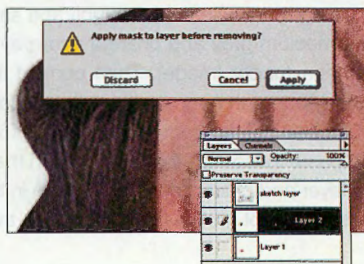 Apply mask to layer before removing?
Discard Cancel Apply
Layers Channels
Normal Opacity: 100%
Preserve Transparency
sketch layer
Layer 2
Layer 1